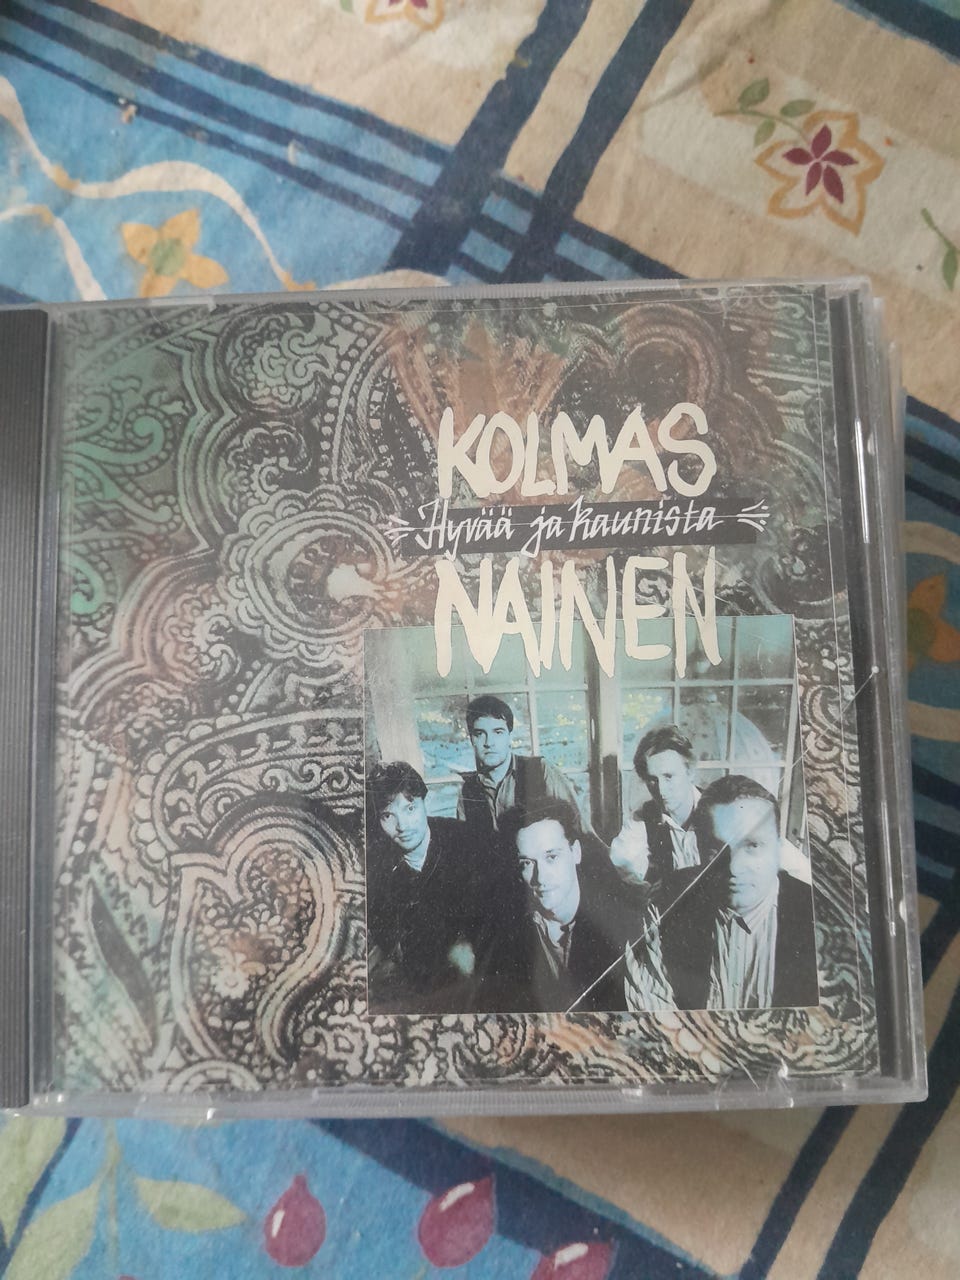 KOLMAS
Hyvää ja kaunista
NAINEN